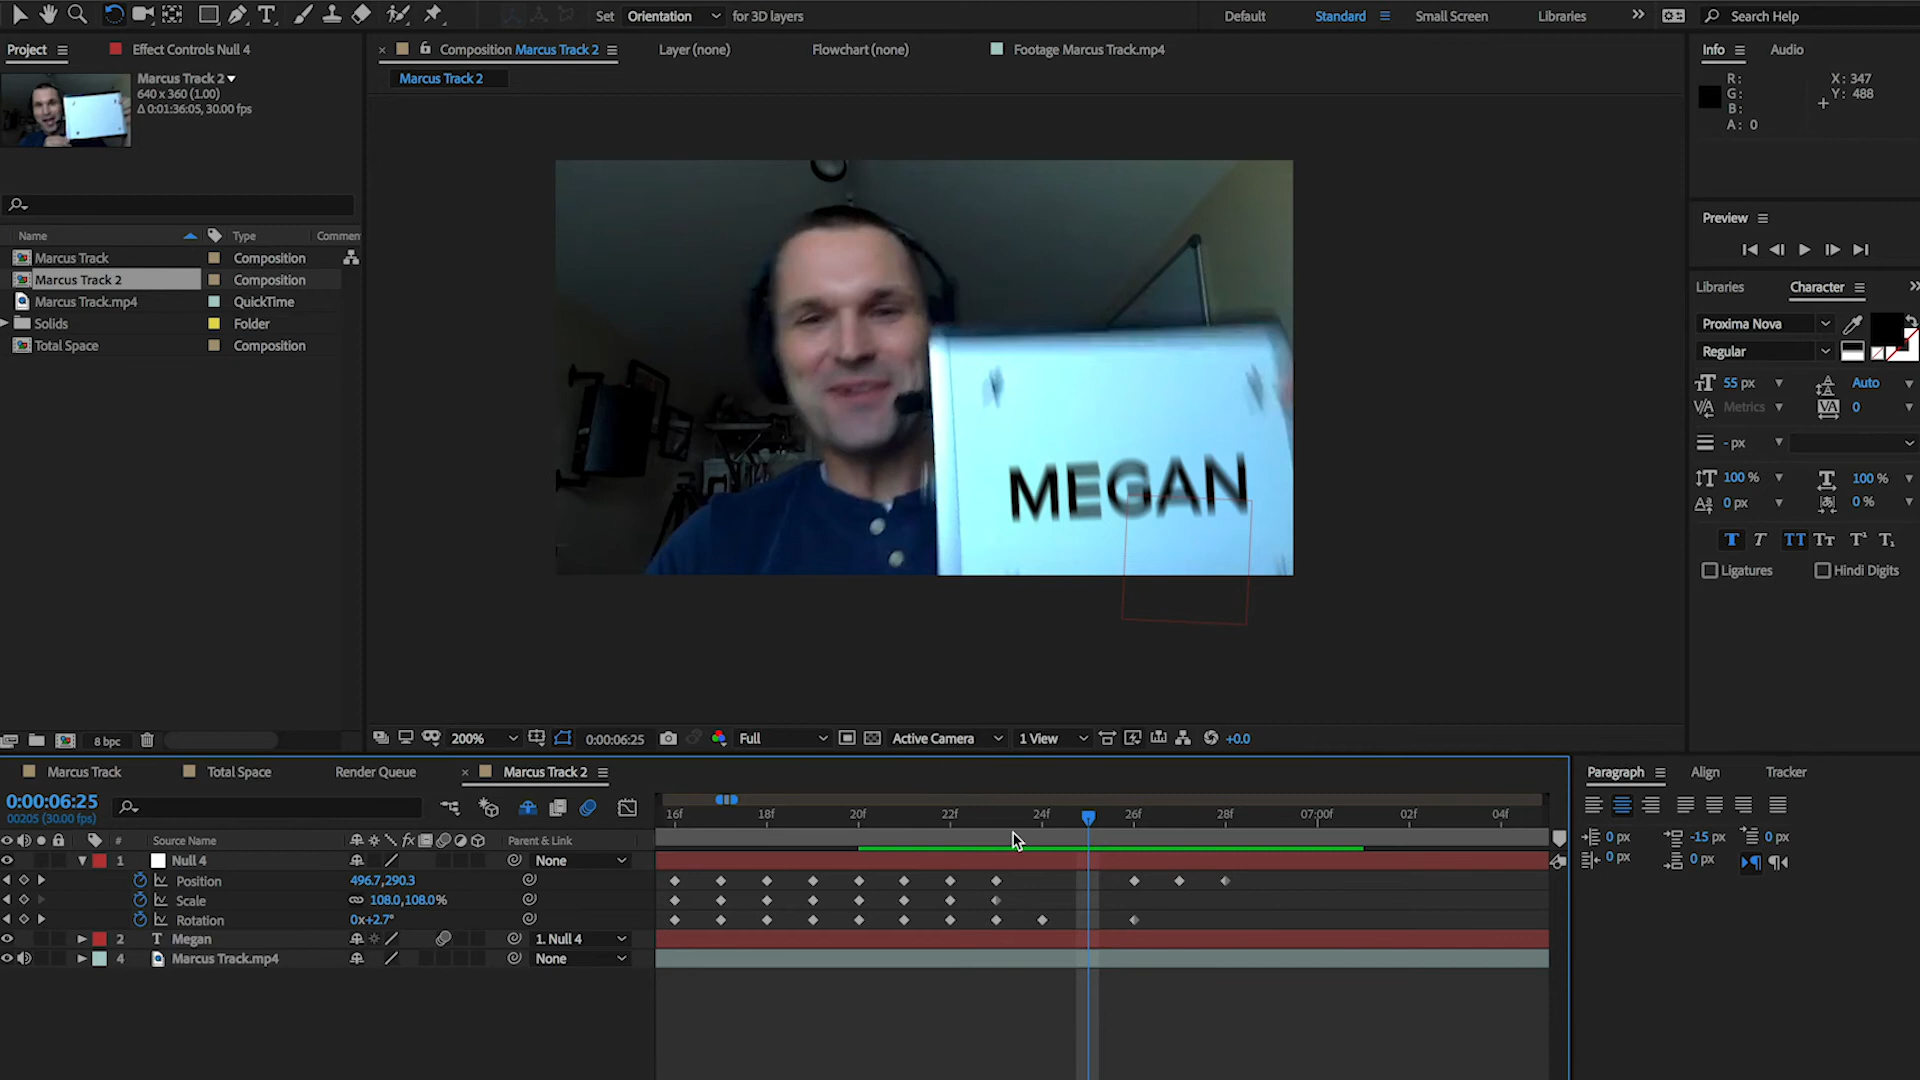 Set Orientation for 3D layers Default Standard Small Screen Libraries Search Help
Project Effect Controls Null 4 Composition Marcus Track 2 Layer (none) Flowchart (none) Footage Marcus Track.mp4 Info Audio
Marcus Track 2
640 x 360 (1.00)
Δ 0:01:36:05, 30.00 fps
Marcus Track 2
R: X: 347
G: Y: 488
B:
A: 0
Preview
Name Type Comment
Marcus Track Composition
Marcus Track 2 Composition
Marcus Track.mp4 QuickTime
Solids Folder
Total Space Composition
MEGAN
Libraries Character
Proxima Nova
Regular
55 px Auto
Metrics 0
- px
100 % 100 %
0 px 0 %
T T TT Tт T¹ T₁
Ligatures Hindi Digits
8 bpc 200% 0:00:06:25 Full Active Camera 1 View +0.0
Marcus Track Total Space Render Queue Marcus Track 2 Paragraph Align Tracker
0:00:06:25
00205 (30.00 fps)
16f 18f 20f 22f 24f 26f 28f 07:00f 02f 04f
# Source Name fx Parent & Link
1 Null 4 None
Position 496.7,290.3
Scale 108.0,108.0%
Rotation 0x+2.7°
2 T Megan 1. Null 4
4 Marcus Track.mp4 None
0 px -15 px 0 px
0 px 0 px